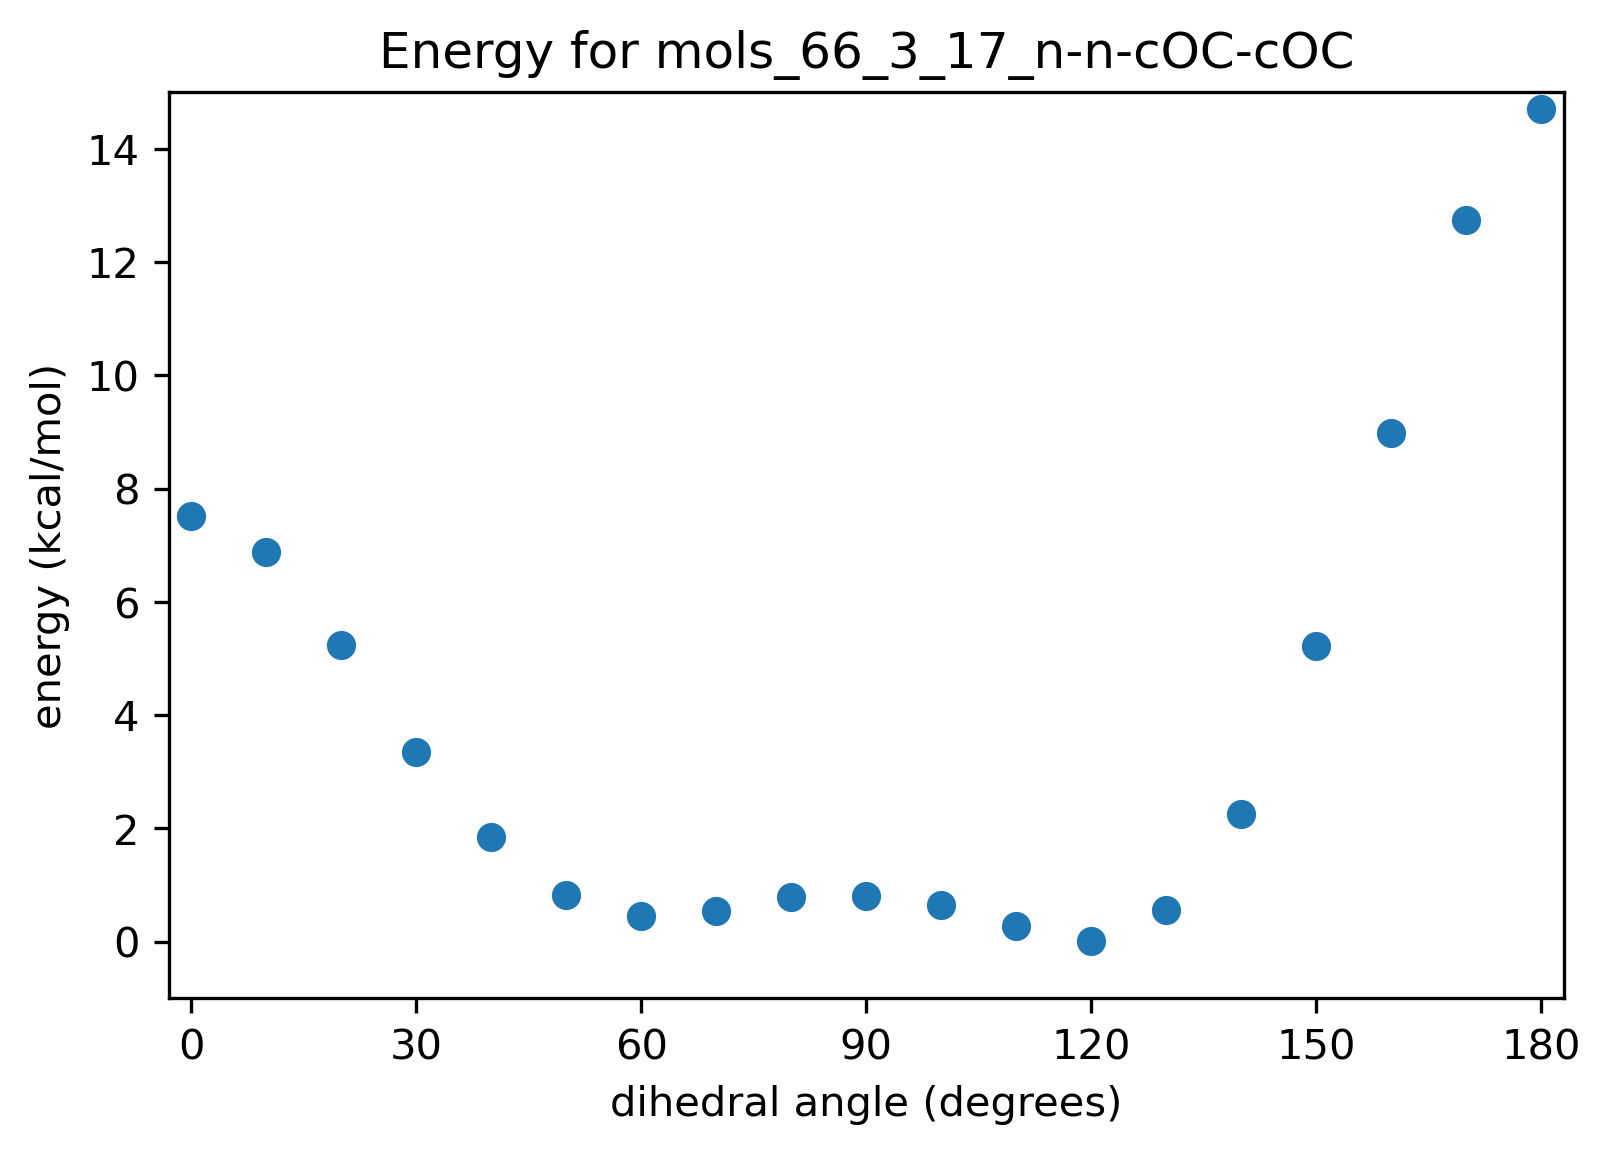 Energy for mols_66_3_17_n-n-cOC-cOC
14
12
10
8
6
4
2
0
energy (kcal/mol)
0 30 60 90 120 150 180
dihedral angle (degrees)